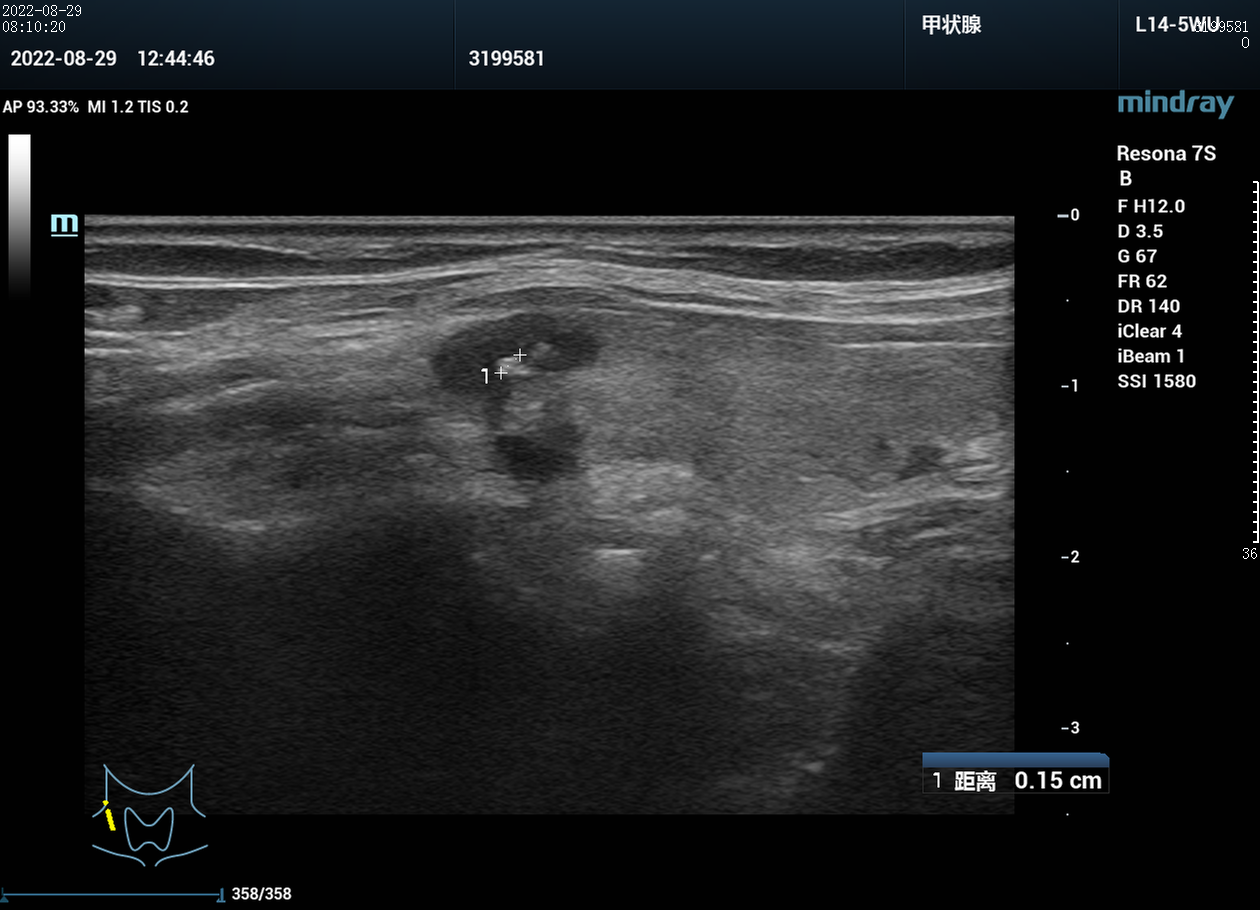 2022-08-29
08:10:20
2022-08-29 12:44:46
3199581
甲状腺
L14-5WU
3199581
0
AP 93.33% MI 1.2 TIS 0.2
mindray
Resona 7S
B
F H12.0
D 3.5
G 67
FR 62
DR 140
iClear 4
iBeam 1
SSI 1580
m
0
1
1
2
36
3
1 距离 0.15 cm
358/358